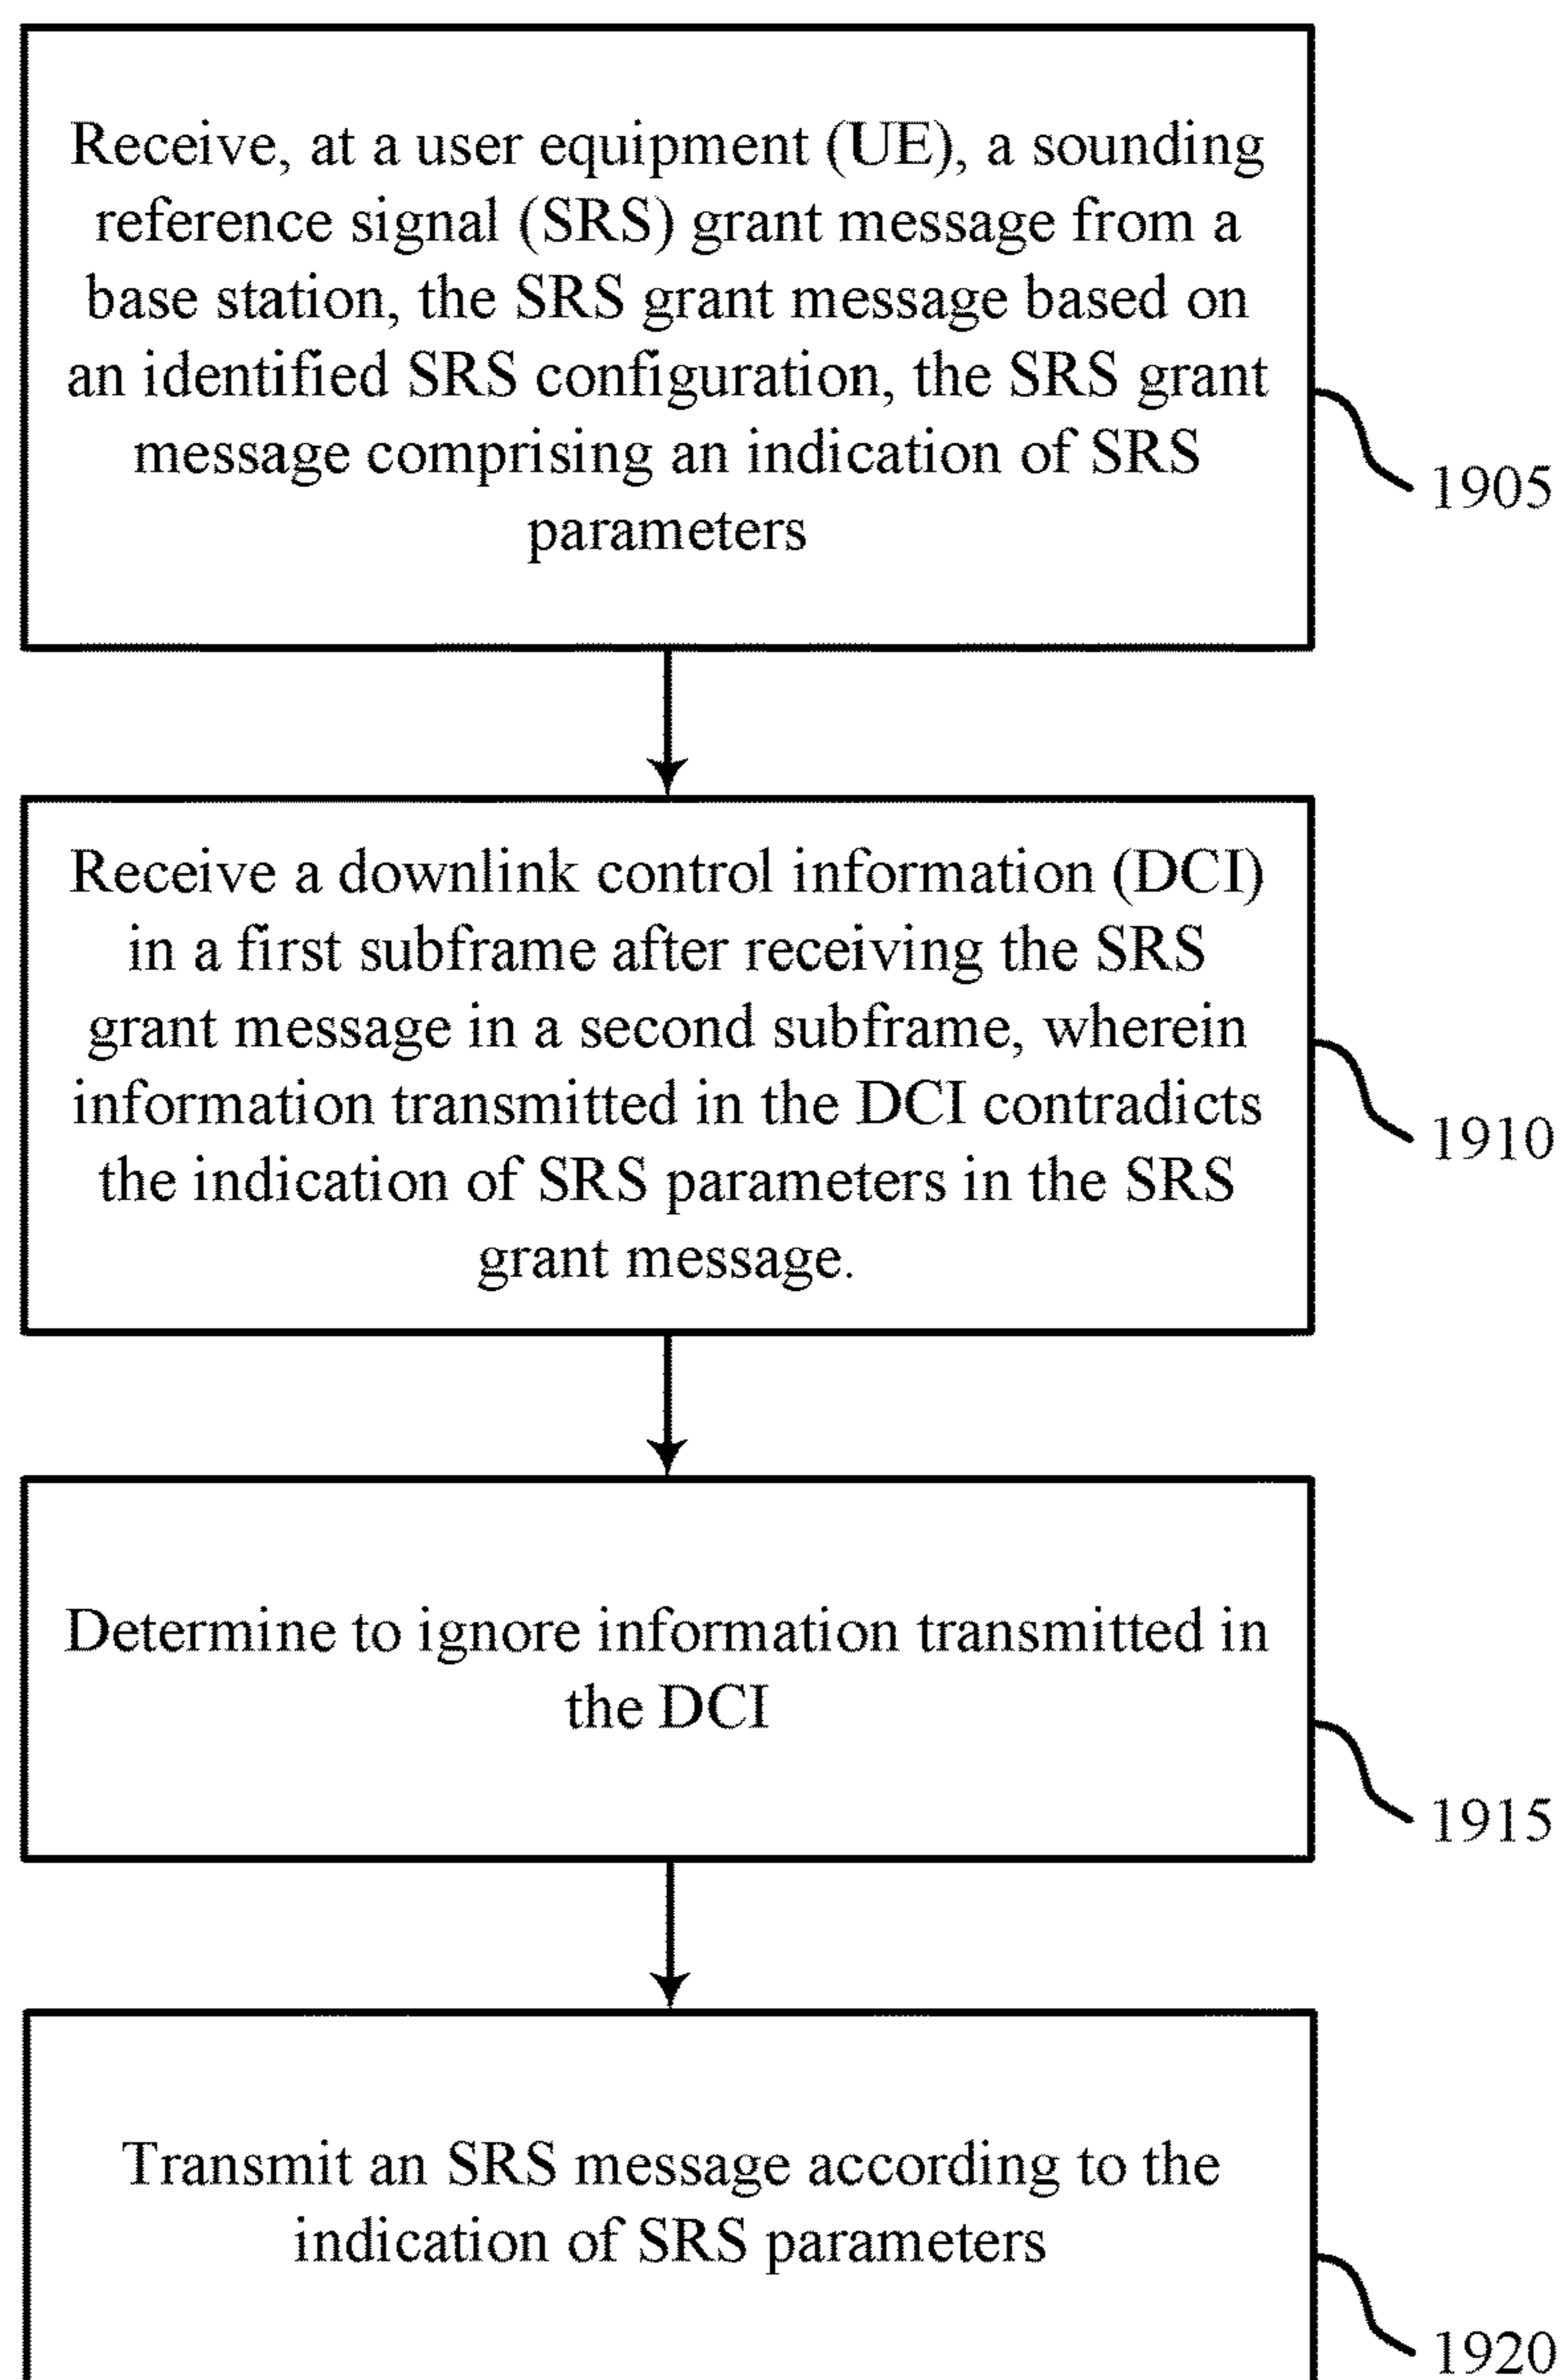 Receive, at a user equipment (UE), a sounding
reference signal (SRS) grant message from a
base station, the SRS grant message based on
an identified SRS configuration, the SRS grant
message comprising an indication of SRS
parameters
1905
Receive a downlink control information (DCI)
in a first subframe after receiving the SRS
grant message in a second subframe, wherein
information transmitted in the DCI contradicts
the indication of SRS parameters in the SRS
grant message.
1910
Determine to ignore information transmitted in
the DCI
1915
Transmit an SRS message according to the
indication of SRS parameters
1920